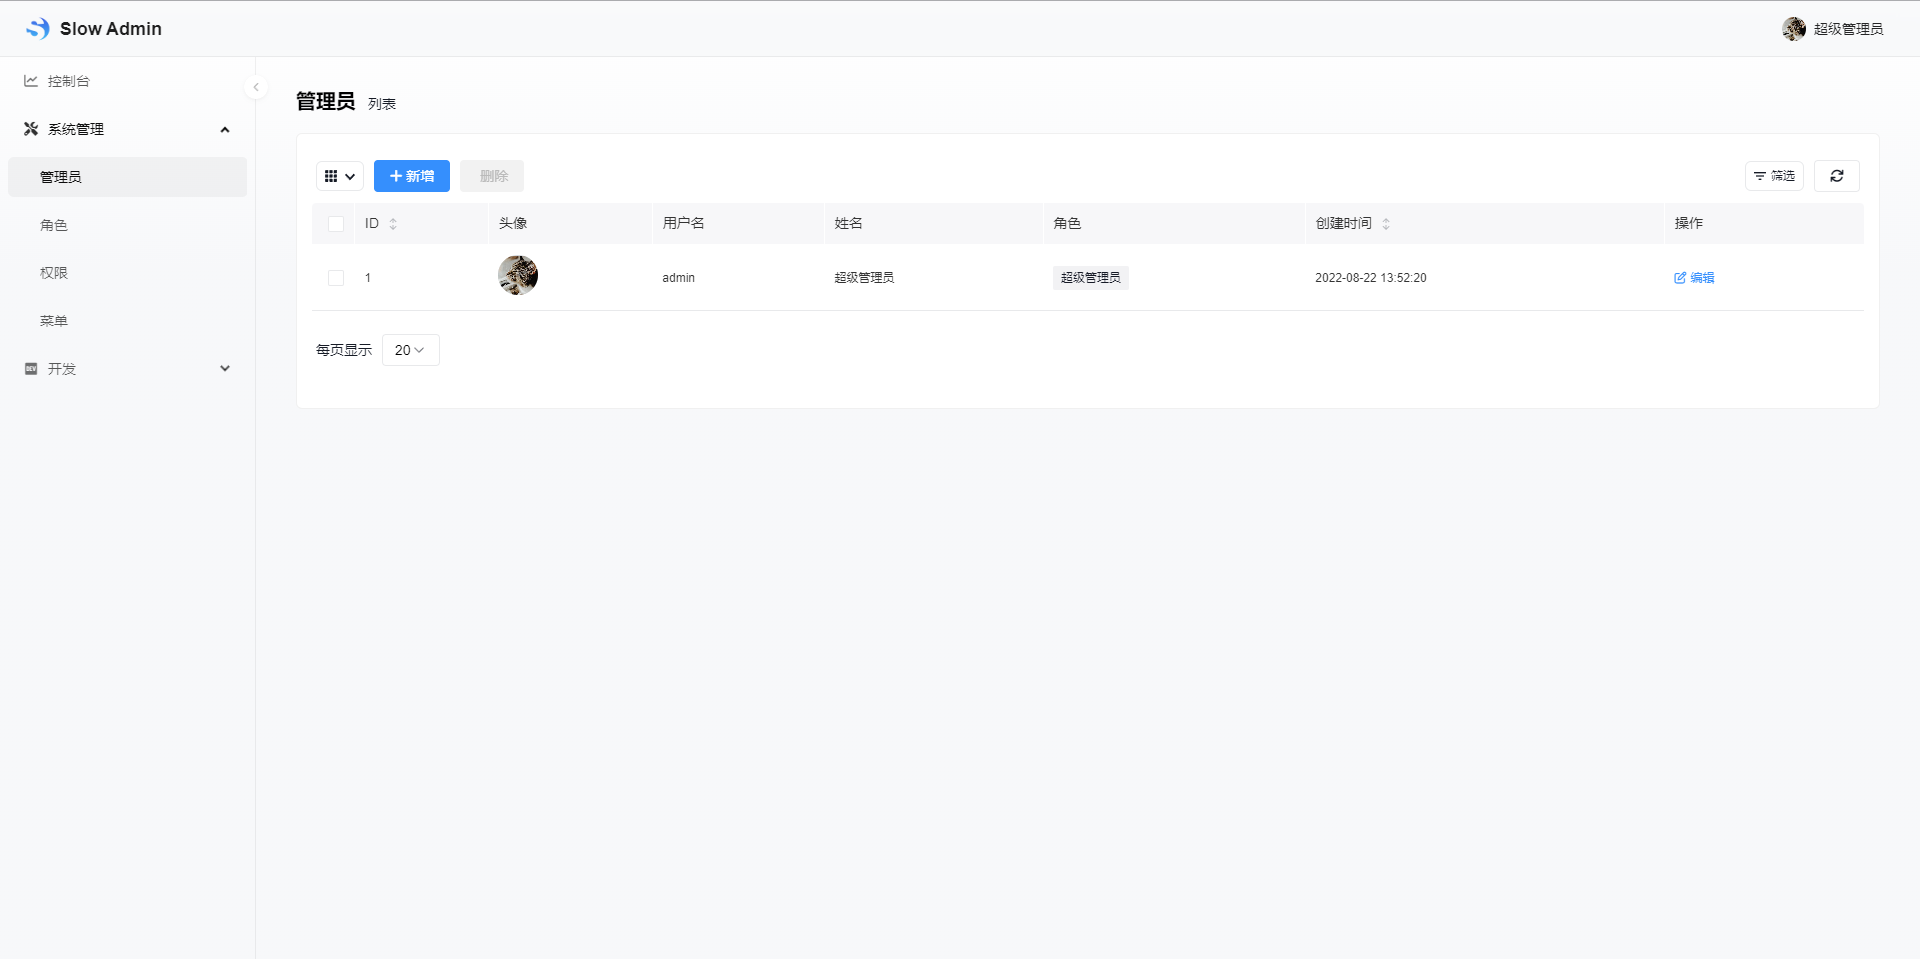 Slow Admin
超级管理员
控制台
系统管理
管理员
角色
权限
菜单
DEV 开发
管理员 列表
新增 删除 筛选
ID 头像 用户名 姓名 角色 创建时间 操作
1 admin 超级管理员 超级管理员 2022-08-22 13:52:20 编辑
每页显示 20